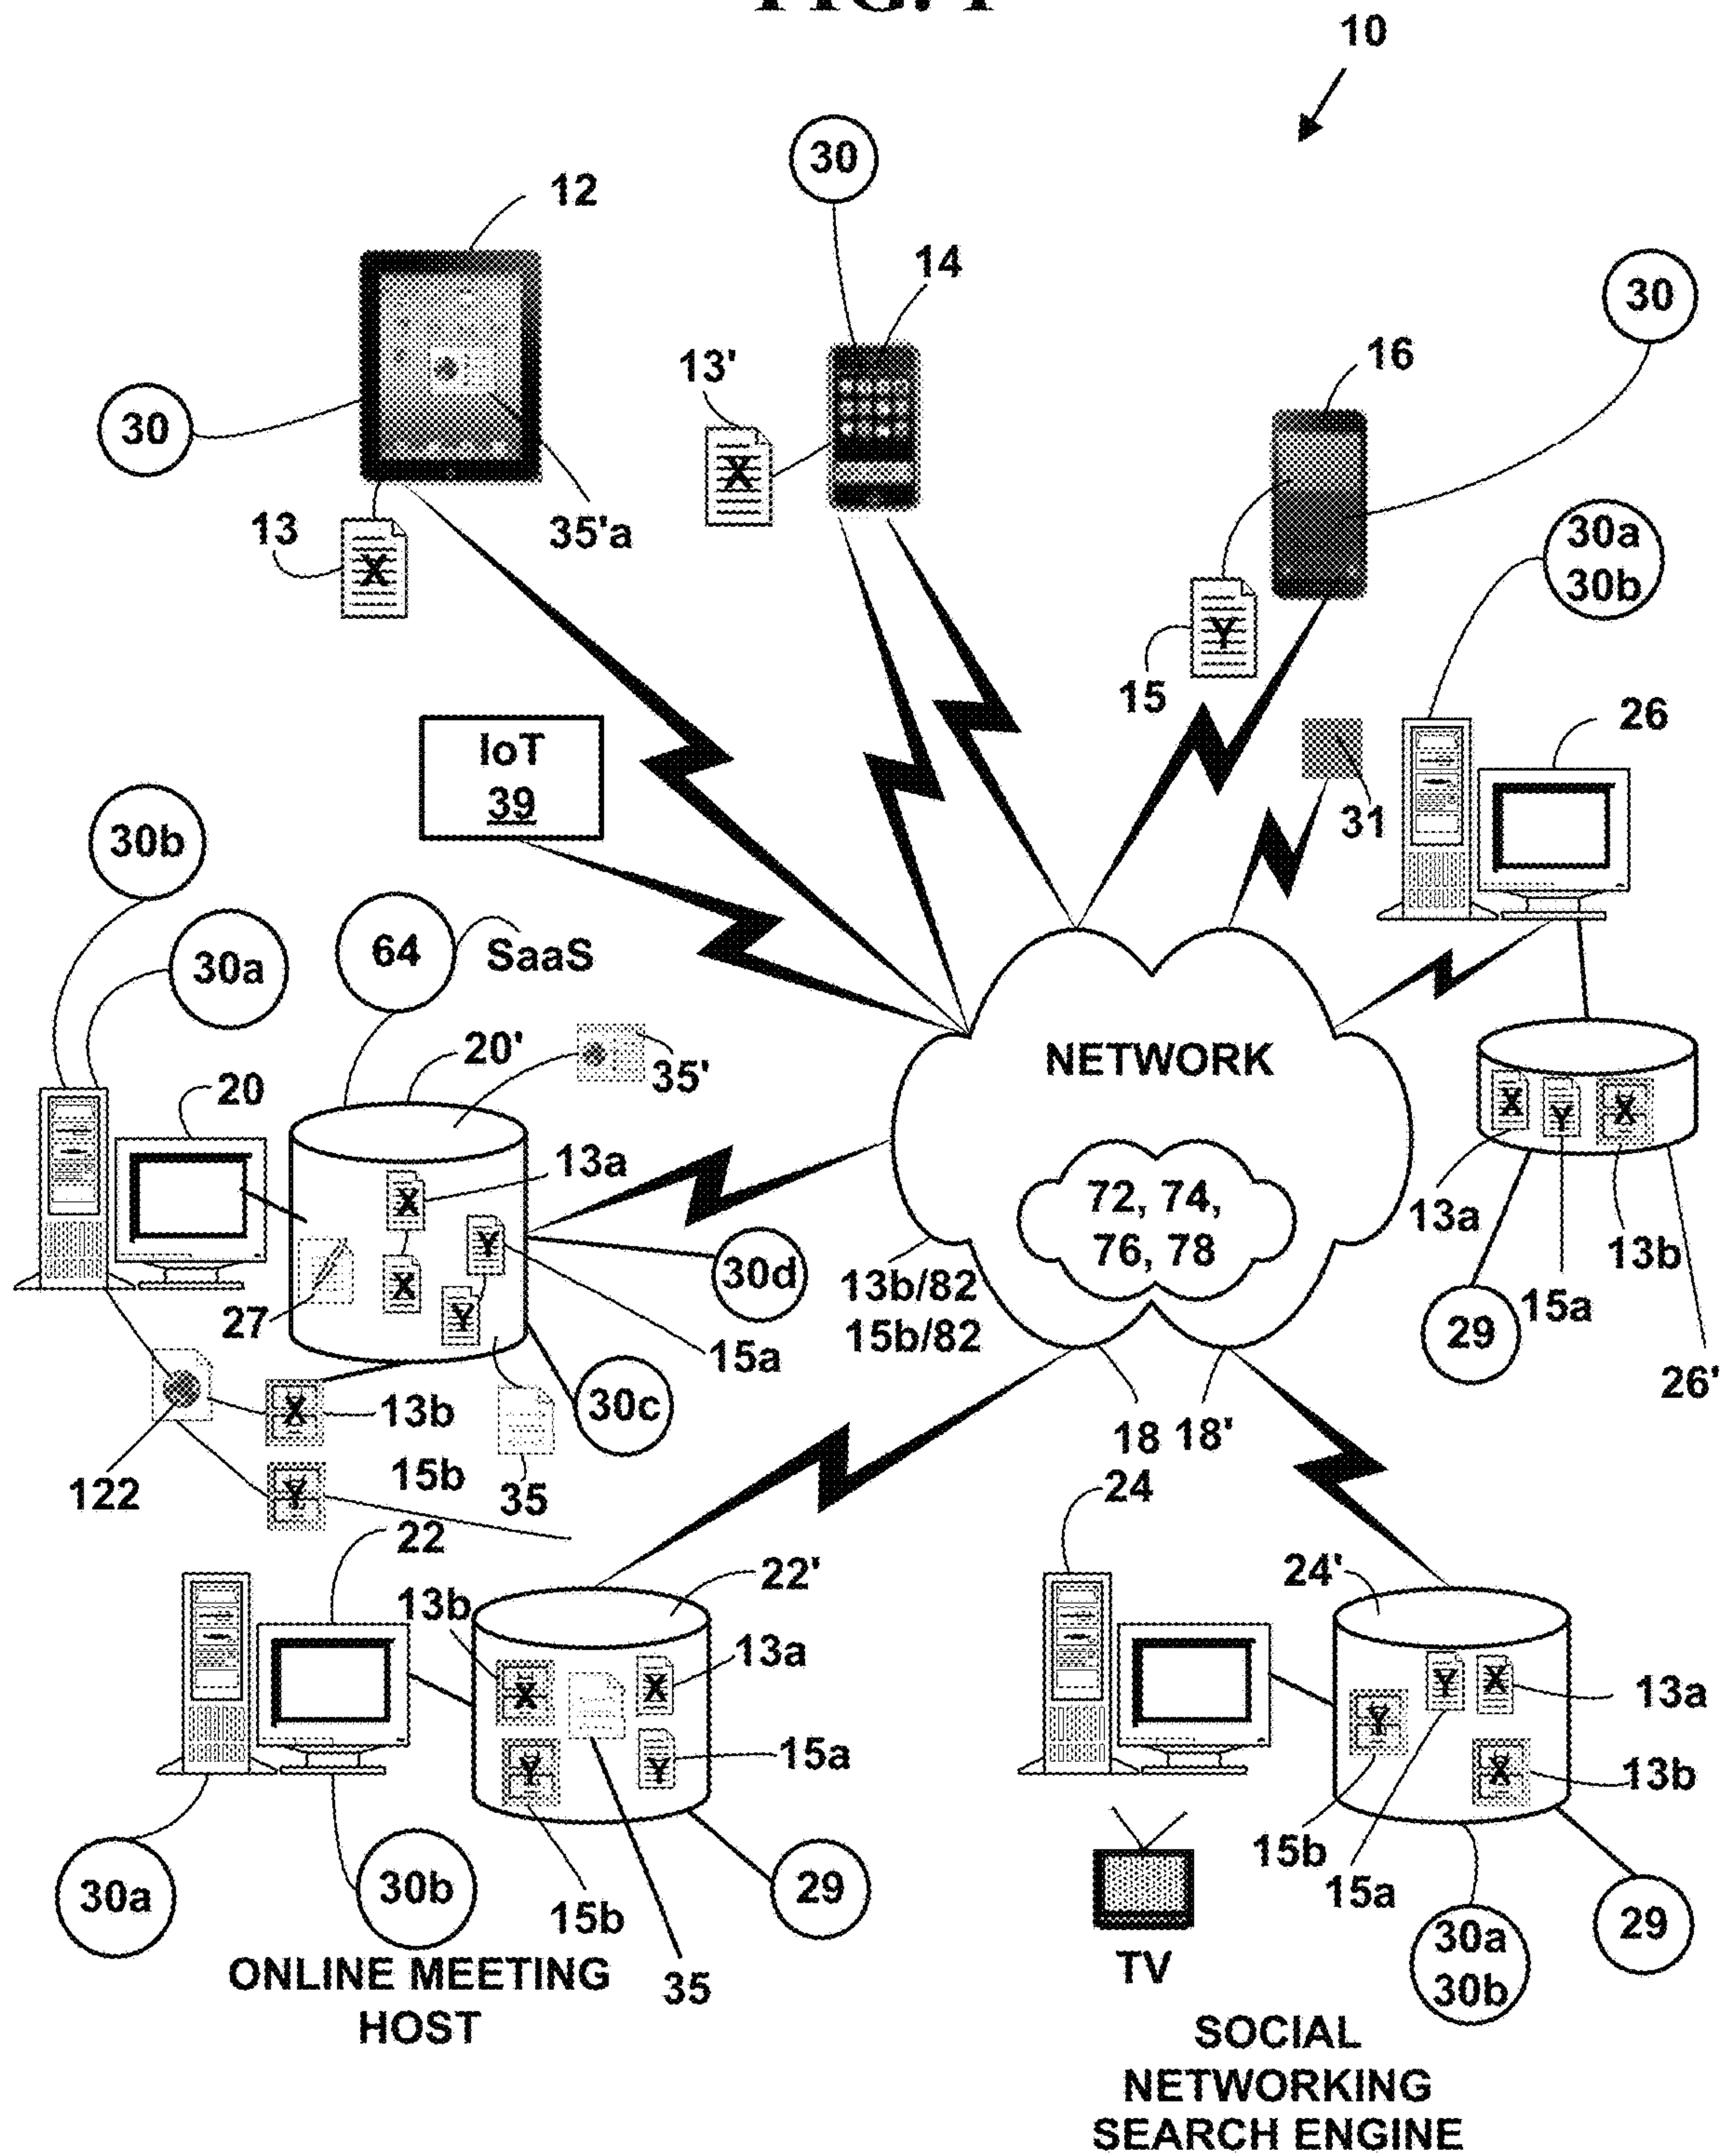 FIG. 1
10
30
12
14
30
13'
16
30
13
X
X
35'a
30a
30b
Y
15
26
IoT
39
31
30b
64
SaaS
30a
20'
35'
NETWORK
20
X
Y
X
13a
X
Y
72, 74,
76, 78
13a
13b
X
30d
13b/82
27
Y
15a
29
15b/82
15a
26'
X
13b
30c
18
18'
122
15b
Y
35
24
22
22'
24'
13b
13a
X
X
Y
X
13a
Y
Y
15a
Y
X
13b
15b
15a
30a
30b
29
15b
29
30a
30b
TV
ONLINE MEETING
HOST
35
SOCIAL
NETWORKING
SEARCH ENGINE